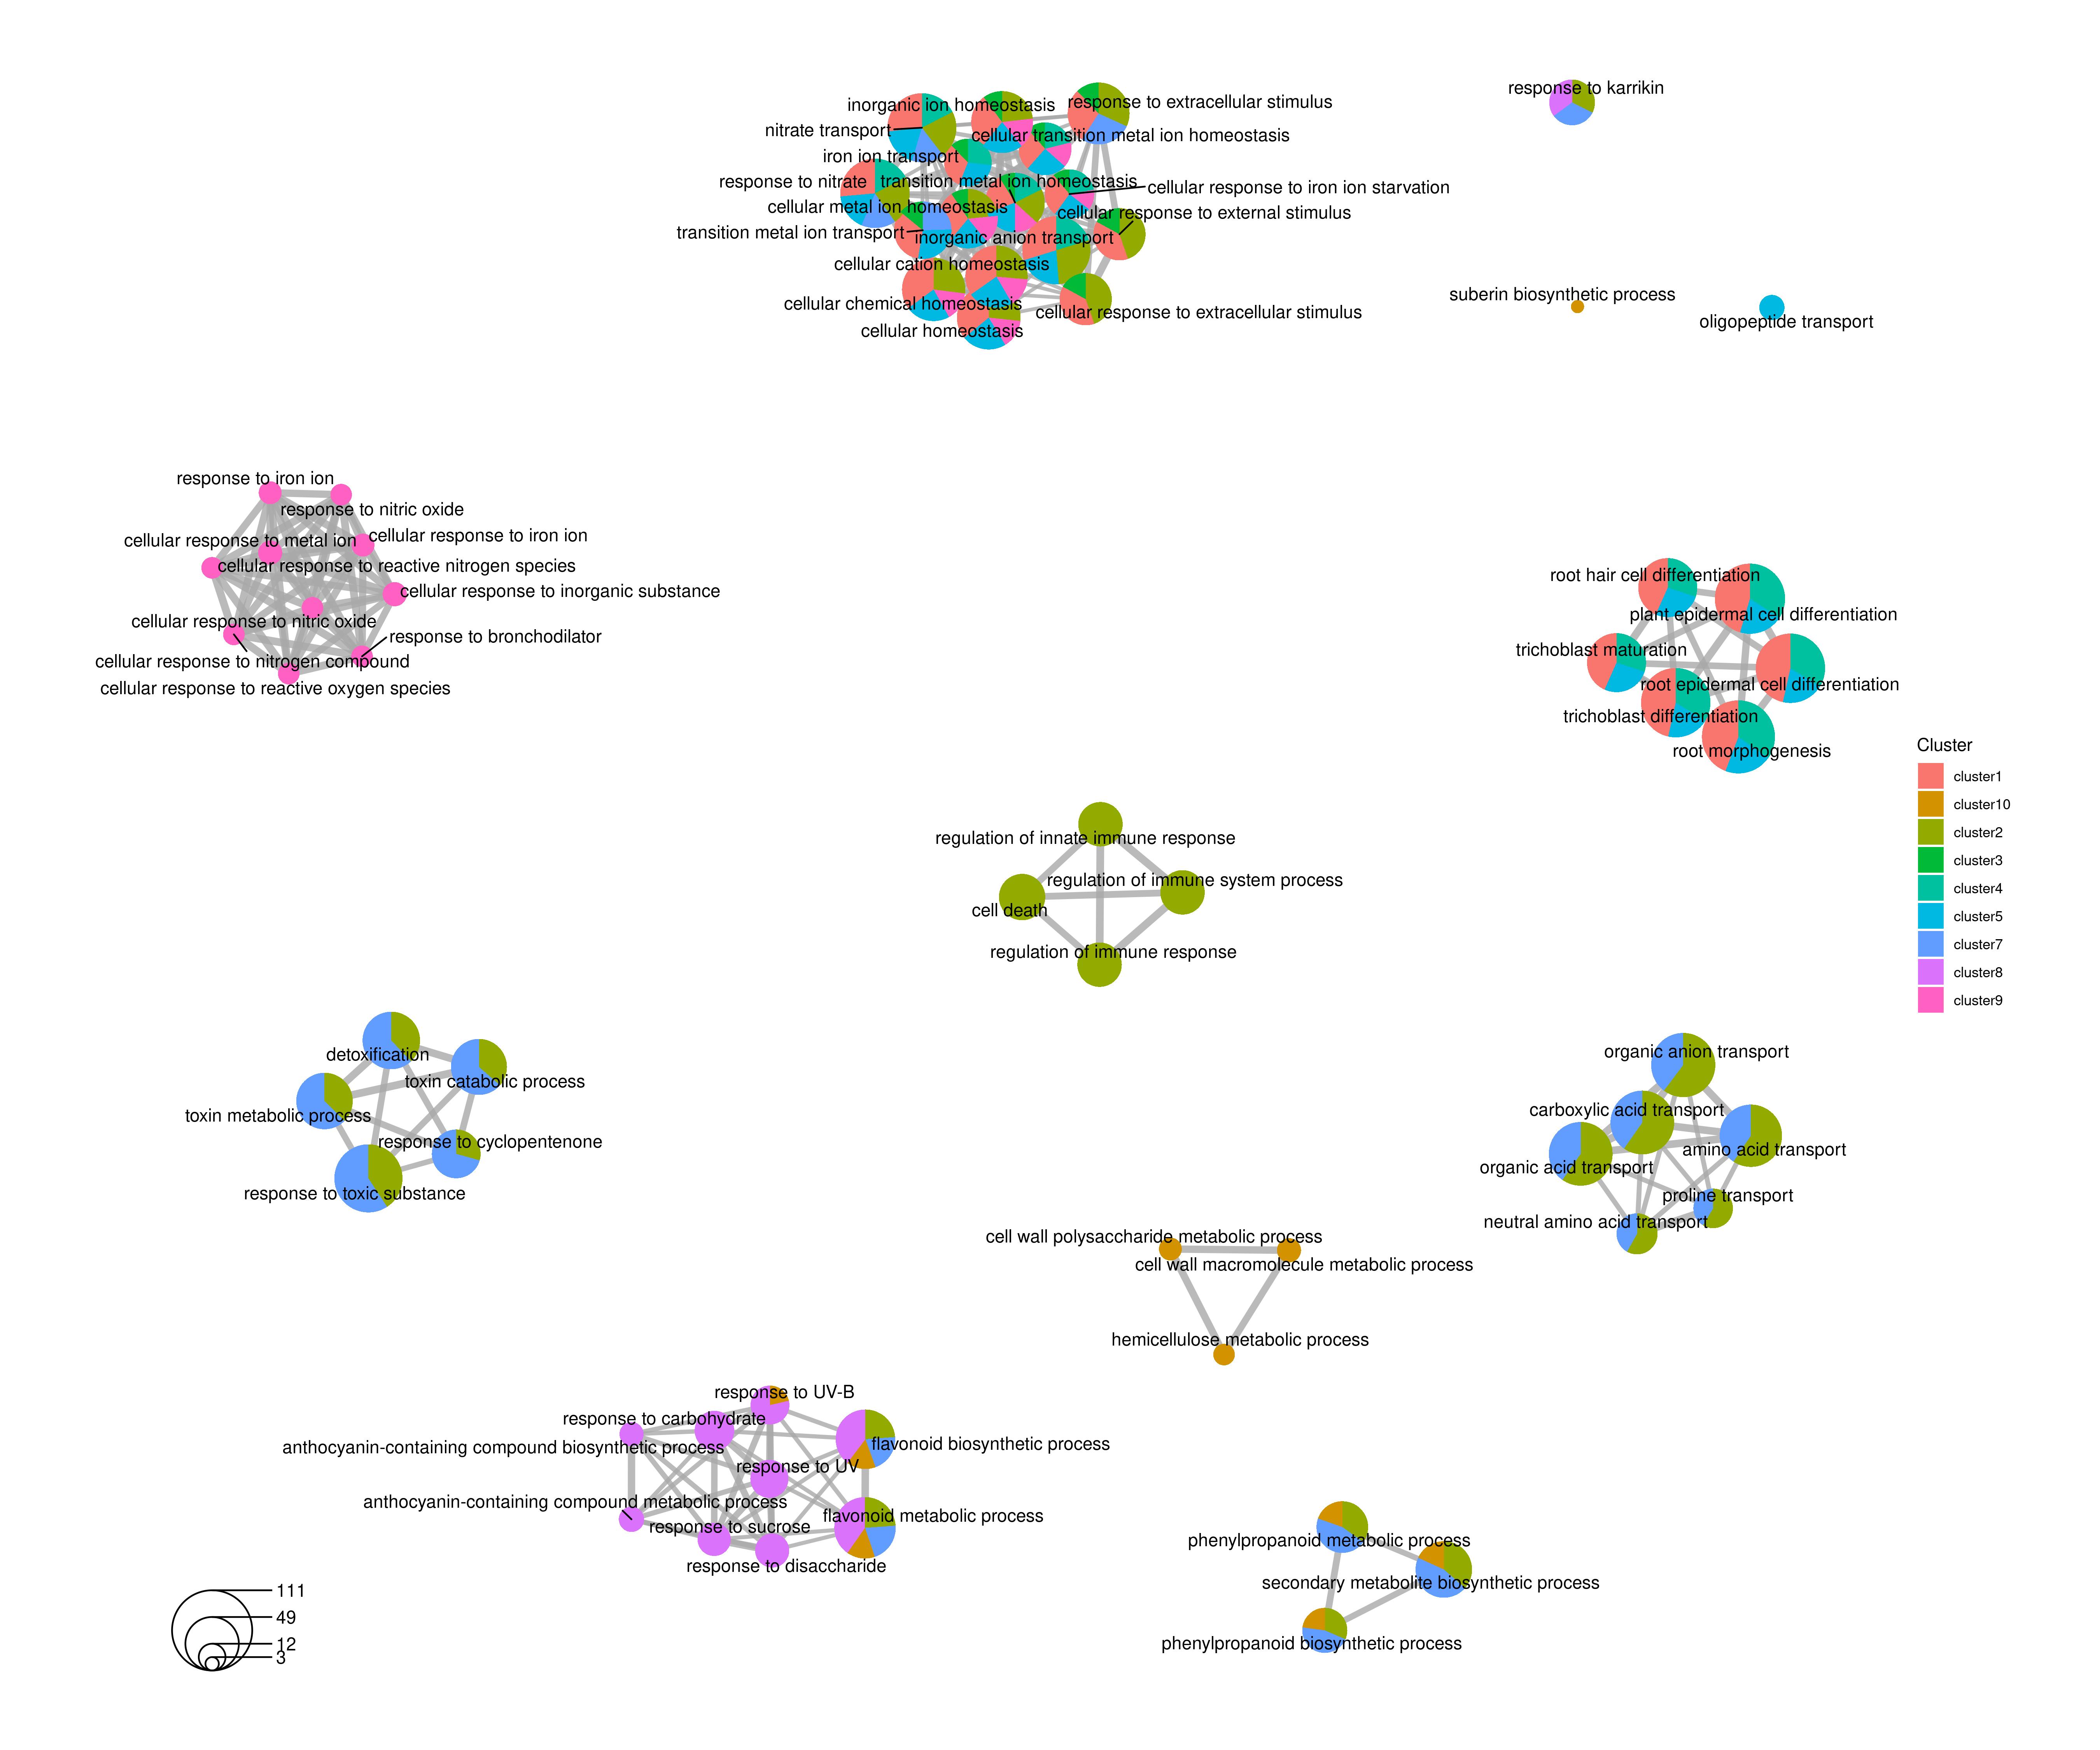 response to karrikin
inorganic ion homeostasis
response to extracellular stimulus
nitrate transport
cellular transition metal ion homeostasis
iron ion transport
response to nitrate
transition metal ion homeostasis
cellular response to iron ion starvation
cellular metal ion homeostasis
cellular response to external stimulus
transition metal ion transport
inorganic anion transport
cellular cation homeostasis
cellular chemical homeostasis
cellular response to extracellular stimulus
cellular homeostasis
suberin biosynthetic process
oligopeptide transport
response to iron ion
response to nitric oxide
cellular response to metal ion
cellular response to iron ion
cellular response to reactive nitrogen species
cellular response to inorganic substance
cellular response to nitric oxide
response to bronchodilator
cellular response to nitrogen compound
cellular response to reactive oxygen species
root hair cell differentiation
plant epidermal cell differentiation
trichoblast maturation
root epidermal cell differentiation
trichoblast differentiation
root morphogenesis
Cluster
cluster1
cluster10
cluster2
cluster3
cluster4
cluster5
cluster7
cluster8
cluster9
regulation of innate immune response
regulation of immune system process
cell death
regulation of immune response
detoxification
toxin catabolic process
toxin metabolic process
response to cyclopentenone
response to toxic substance
organic anion transport
carboxylic acid transport
amino acid transport
organic acid transport
proline transport
neutral amino acid transport
cell wall polysaccharide metabolic process
cell wall macromolecule metabolic process
hemicellulose metabolic process
response to UV-B
response to carbohydrate
anthocyanin-containing compound biosynthetic process
flavonoid biosynthetic process
response to UV
anthocyanin-containing compound metabolic process
flavonoid metabolic process
response to sucrose
response to disaccharide
phenylpropanoid metabolic process
secondary metabolite biosynthetic process
phenylpropanoid biosynthetic process
111
49
12
3